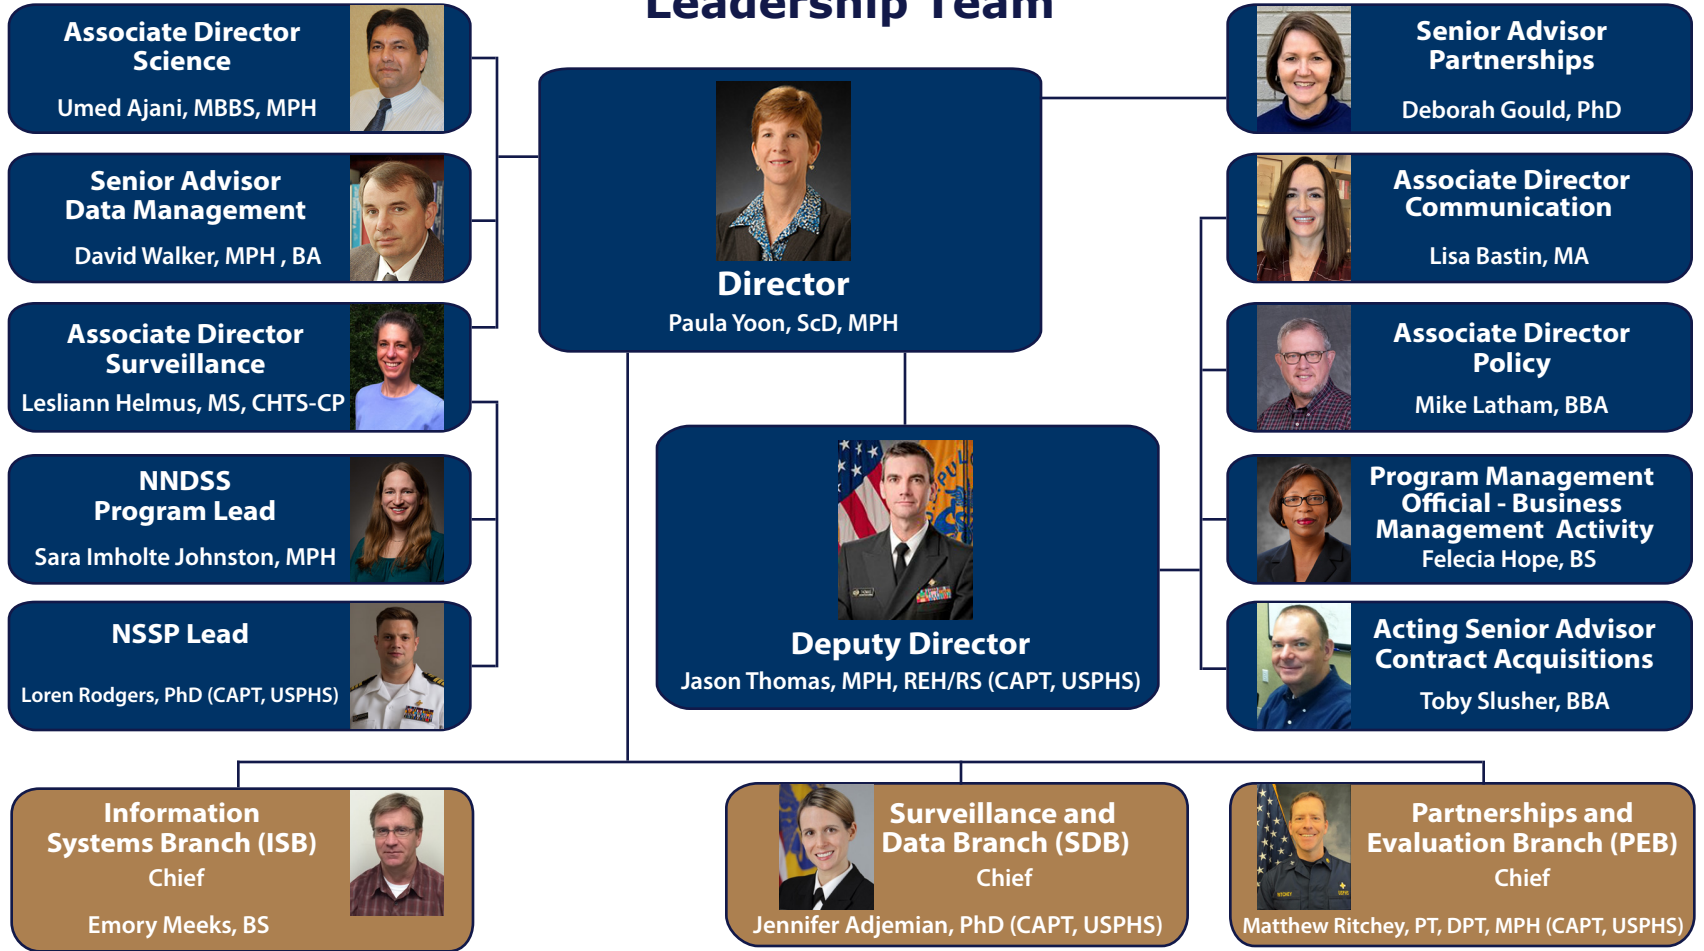 Leadership Team
Associate Director
Science
Umed Ajani, MBBS, MPH
Senior Advisor
Data Management
David Walker, MPH , BA
Associate Director
Surveillance
Lesliann Helmus, MS, CHTS-CP
NNDSS
Program Lead
Sara Imholte Johnston, MPH
NSSP Lead
Loren Rodgers, PhD (CAPT, USPHS)
Director
Paula Yoon, ScD, MPH
Deputy Director
Jason Thomas, MPH, REH/RS (CAPT, USPHS)
Senior Advisor
Partnerships
Deborah Gould, PhD
Associate Director
Communication
Lisa Bastin, MA
Associate Director
Policy
Mike Latham, BBA
Program Management
Official - Business
Management Activity
Felecia Hope, BS
Acting Senior Advisor
Contract Acquisitions
Toby Slusher, BBA
Information
Systems Branch (ISB)
Chief
Emory Meeks, BS
Surveillance and
Data Branch (SDB)
Chief
Jennifer Adjemian, PhD (CAPT, USPHS)
Partnerships and
Evaluation Branch (PEB)
Chief
Matthew Ritchey, PT, DPT, MPH (CAPT, USPHS)